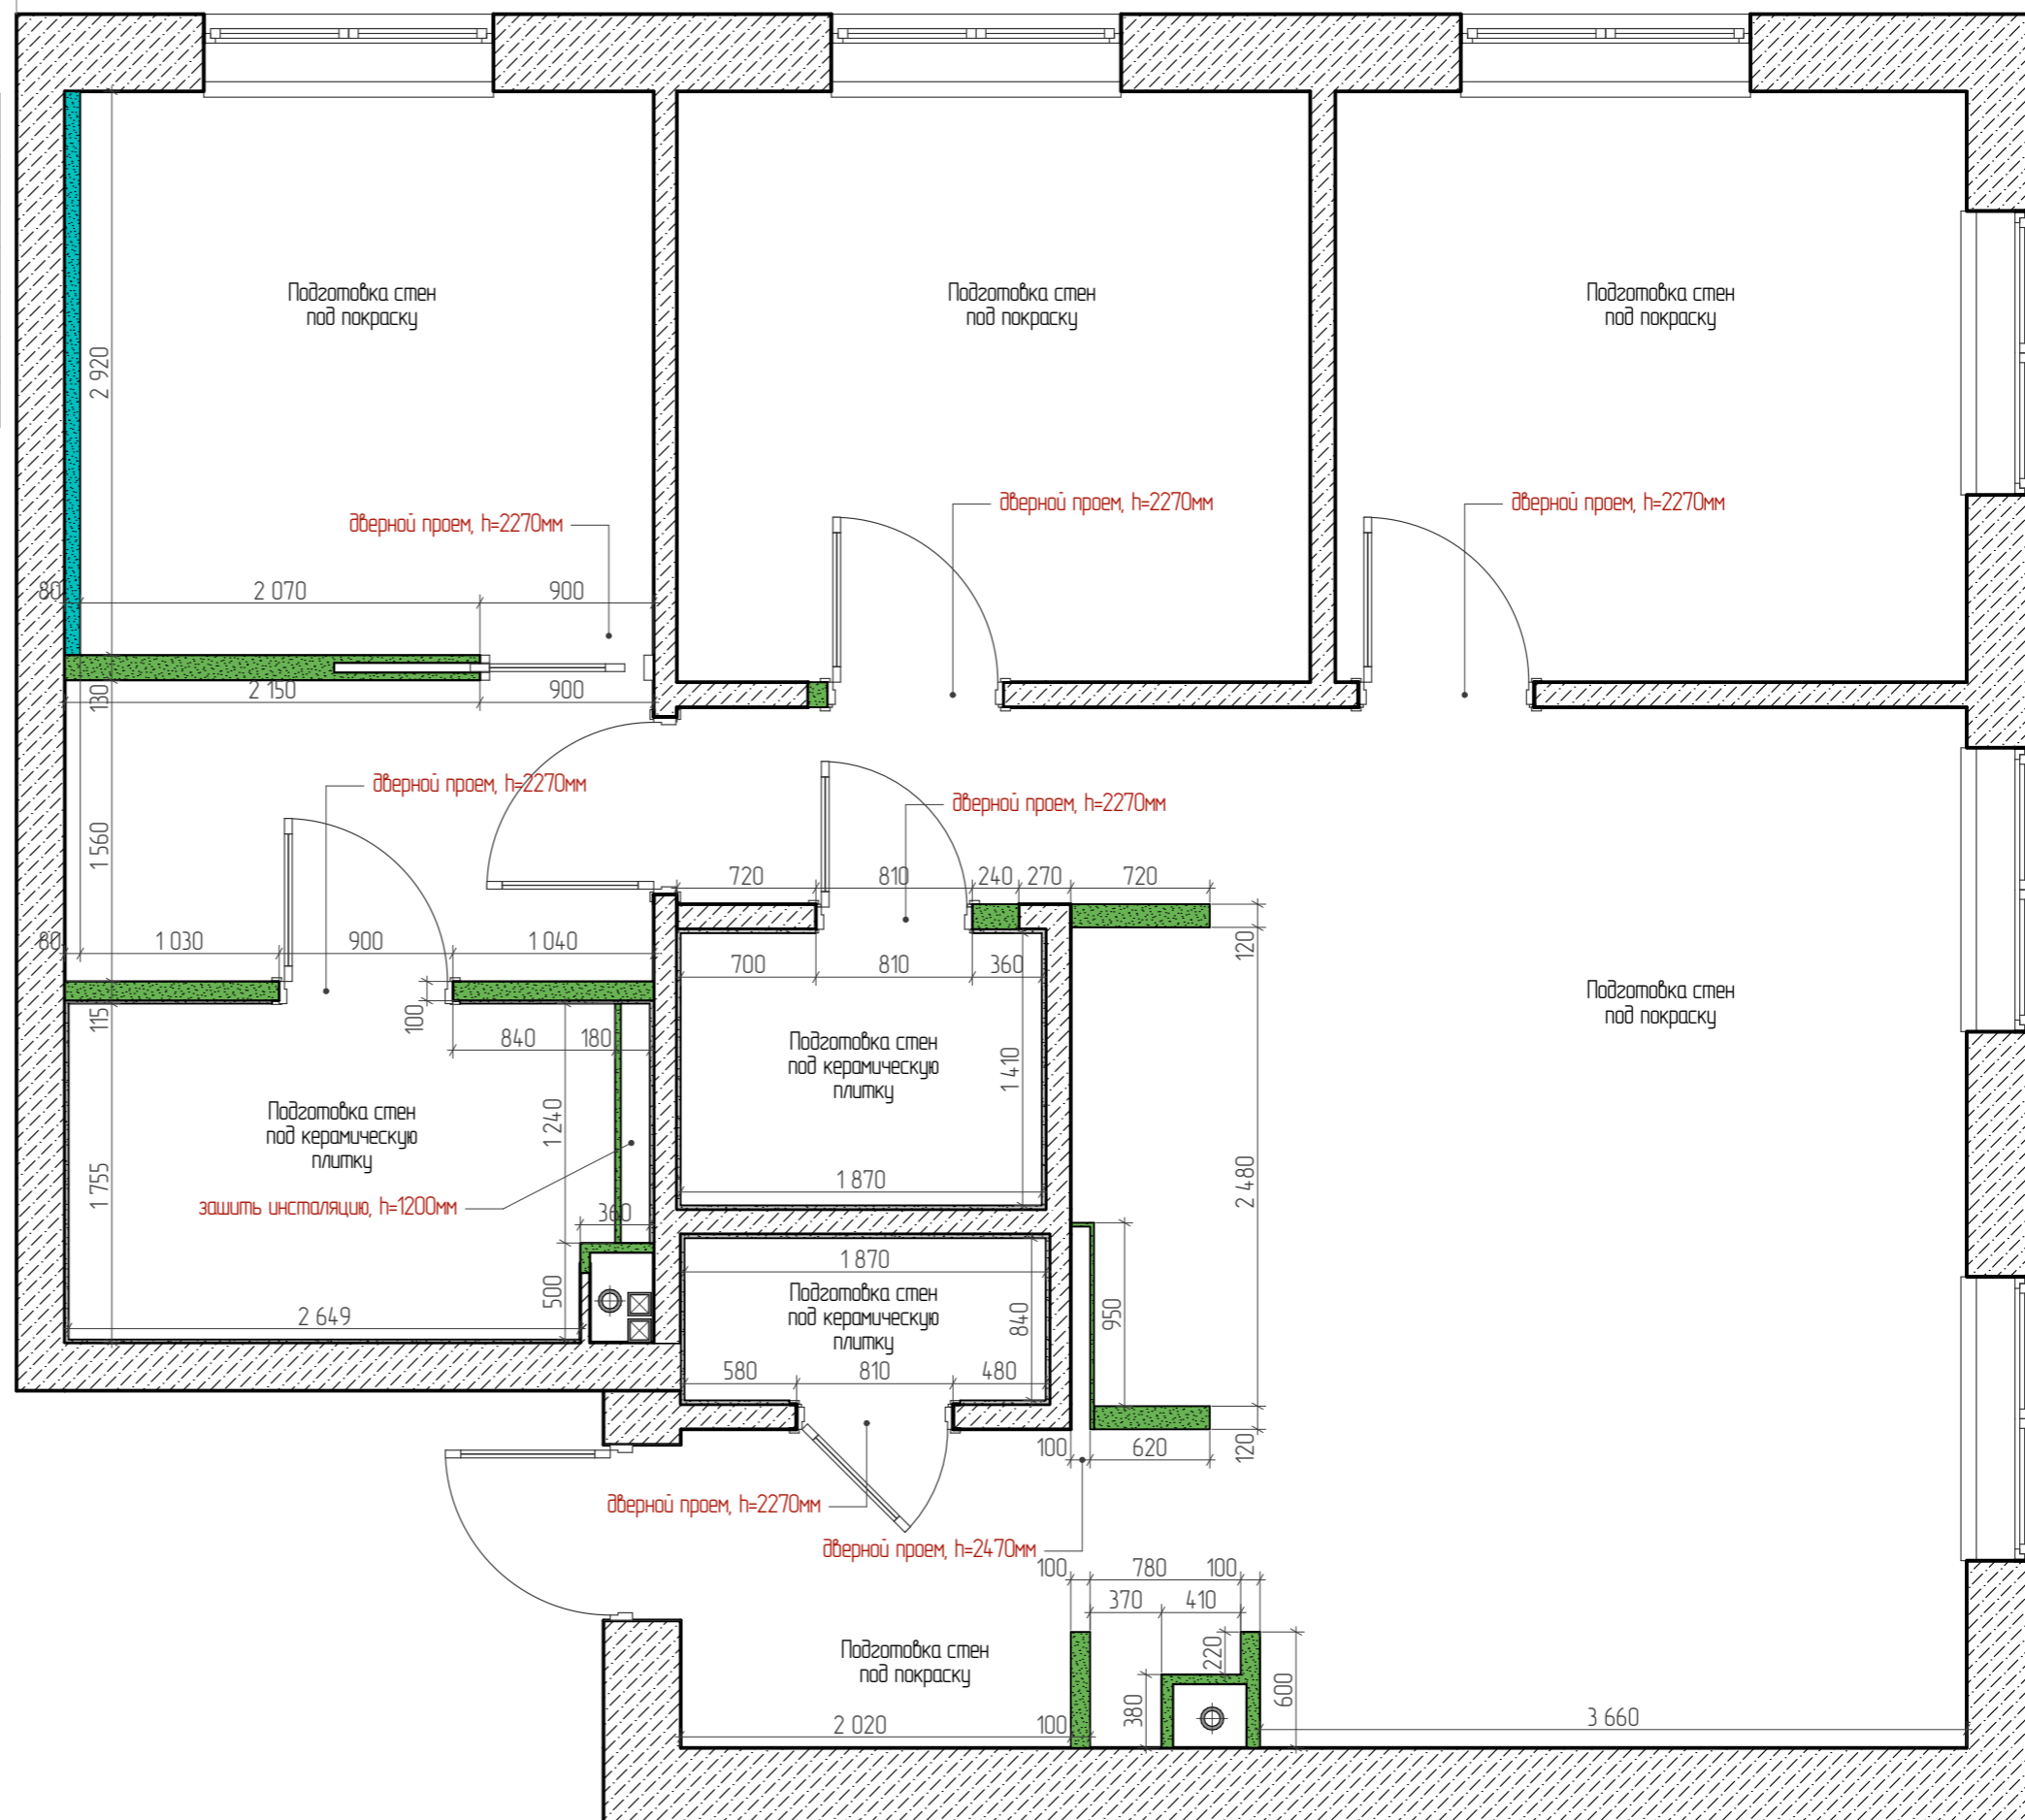 Подготовка стен
под покраску
Подготовка стен
под покраску
Подготовка стен
под покраску
2 920
дверной проем, h=2270мм
дверной проем, h=2270мм
дверной проем, h=2270мм
80
2 070
900
130
2 150
900
дверной проем, h=2270мм
дверной проем, h=2270мм
1 560
720
810
240
270
720
80
1 030
900
1 040
120
700
810
360
115
100
840
180
Подготовка стен
под покраску
Подготовка стен
под керамическую
плитку
1 410
Подготовка стен
под керамическую
плитку
1 240
1 755
зашить инсталяцию, h=1200мм
360
1 870
2 480
1 870
Подготовка стен
под керамическую
плитку
500
2 649
840
950
580
810
480
100
620
120
дверной проем, h=2270мм
дверной проем, h=2470мм
100
780
100
370
410
Подготовка стен
под покраску
220
600
380
2 020
100
3 660